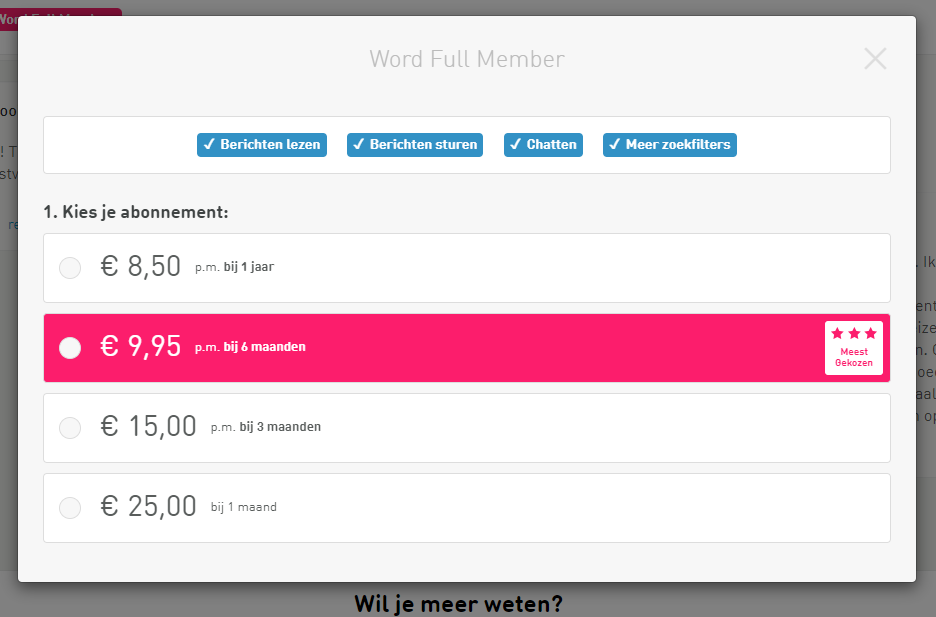 Word Full Member
✓ Berichten lezen ✓ Berichten sturen ✓ Chatten ✓ Meer zoekfilters
1. Kies je abonnement:
€ 8,50 p.m. bij 1 jaar
€ 9,95 p.m. bij 6 maanden
Meest
Gekozen
€ 15,00 p.m. bij 3 maanden
€ 25,00 bij 1 maand
Wil je meer weten?